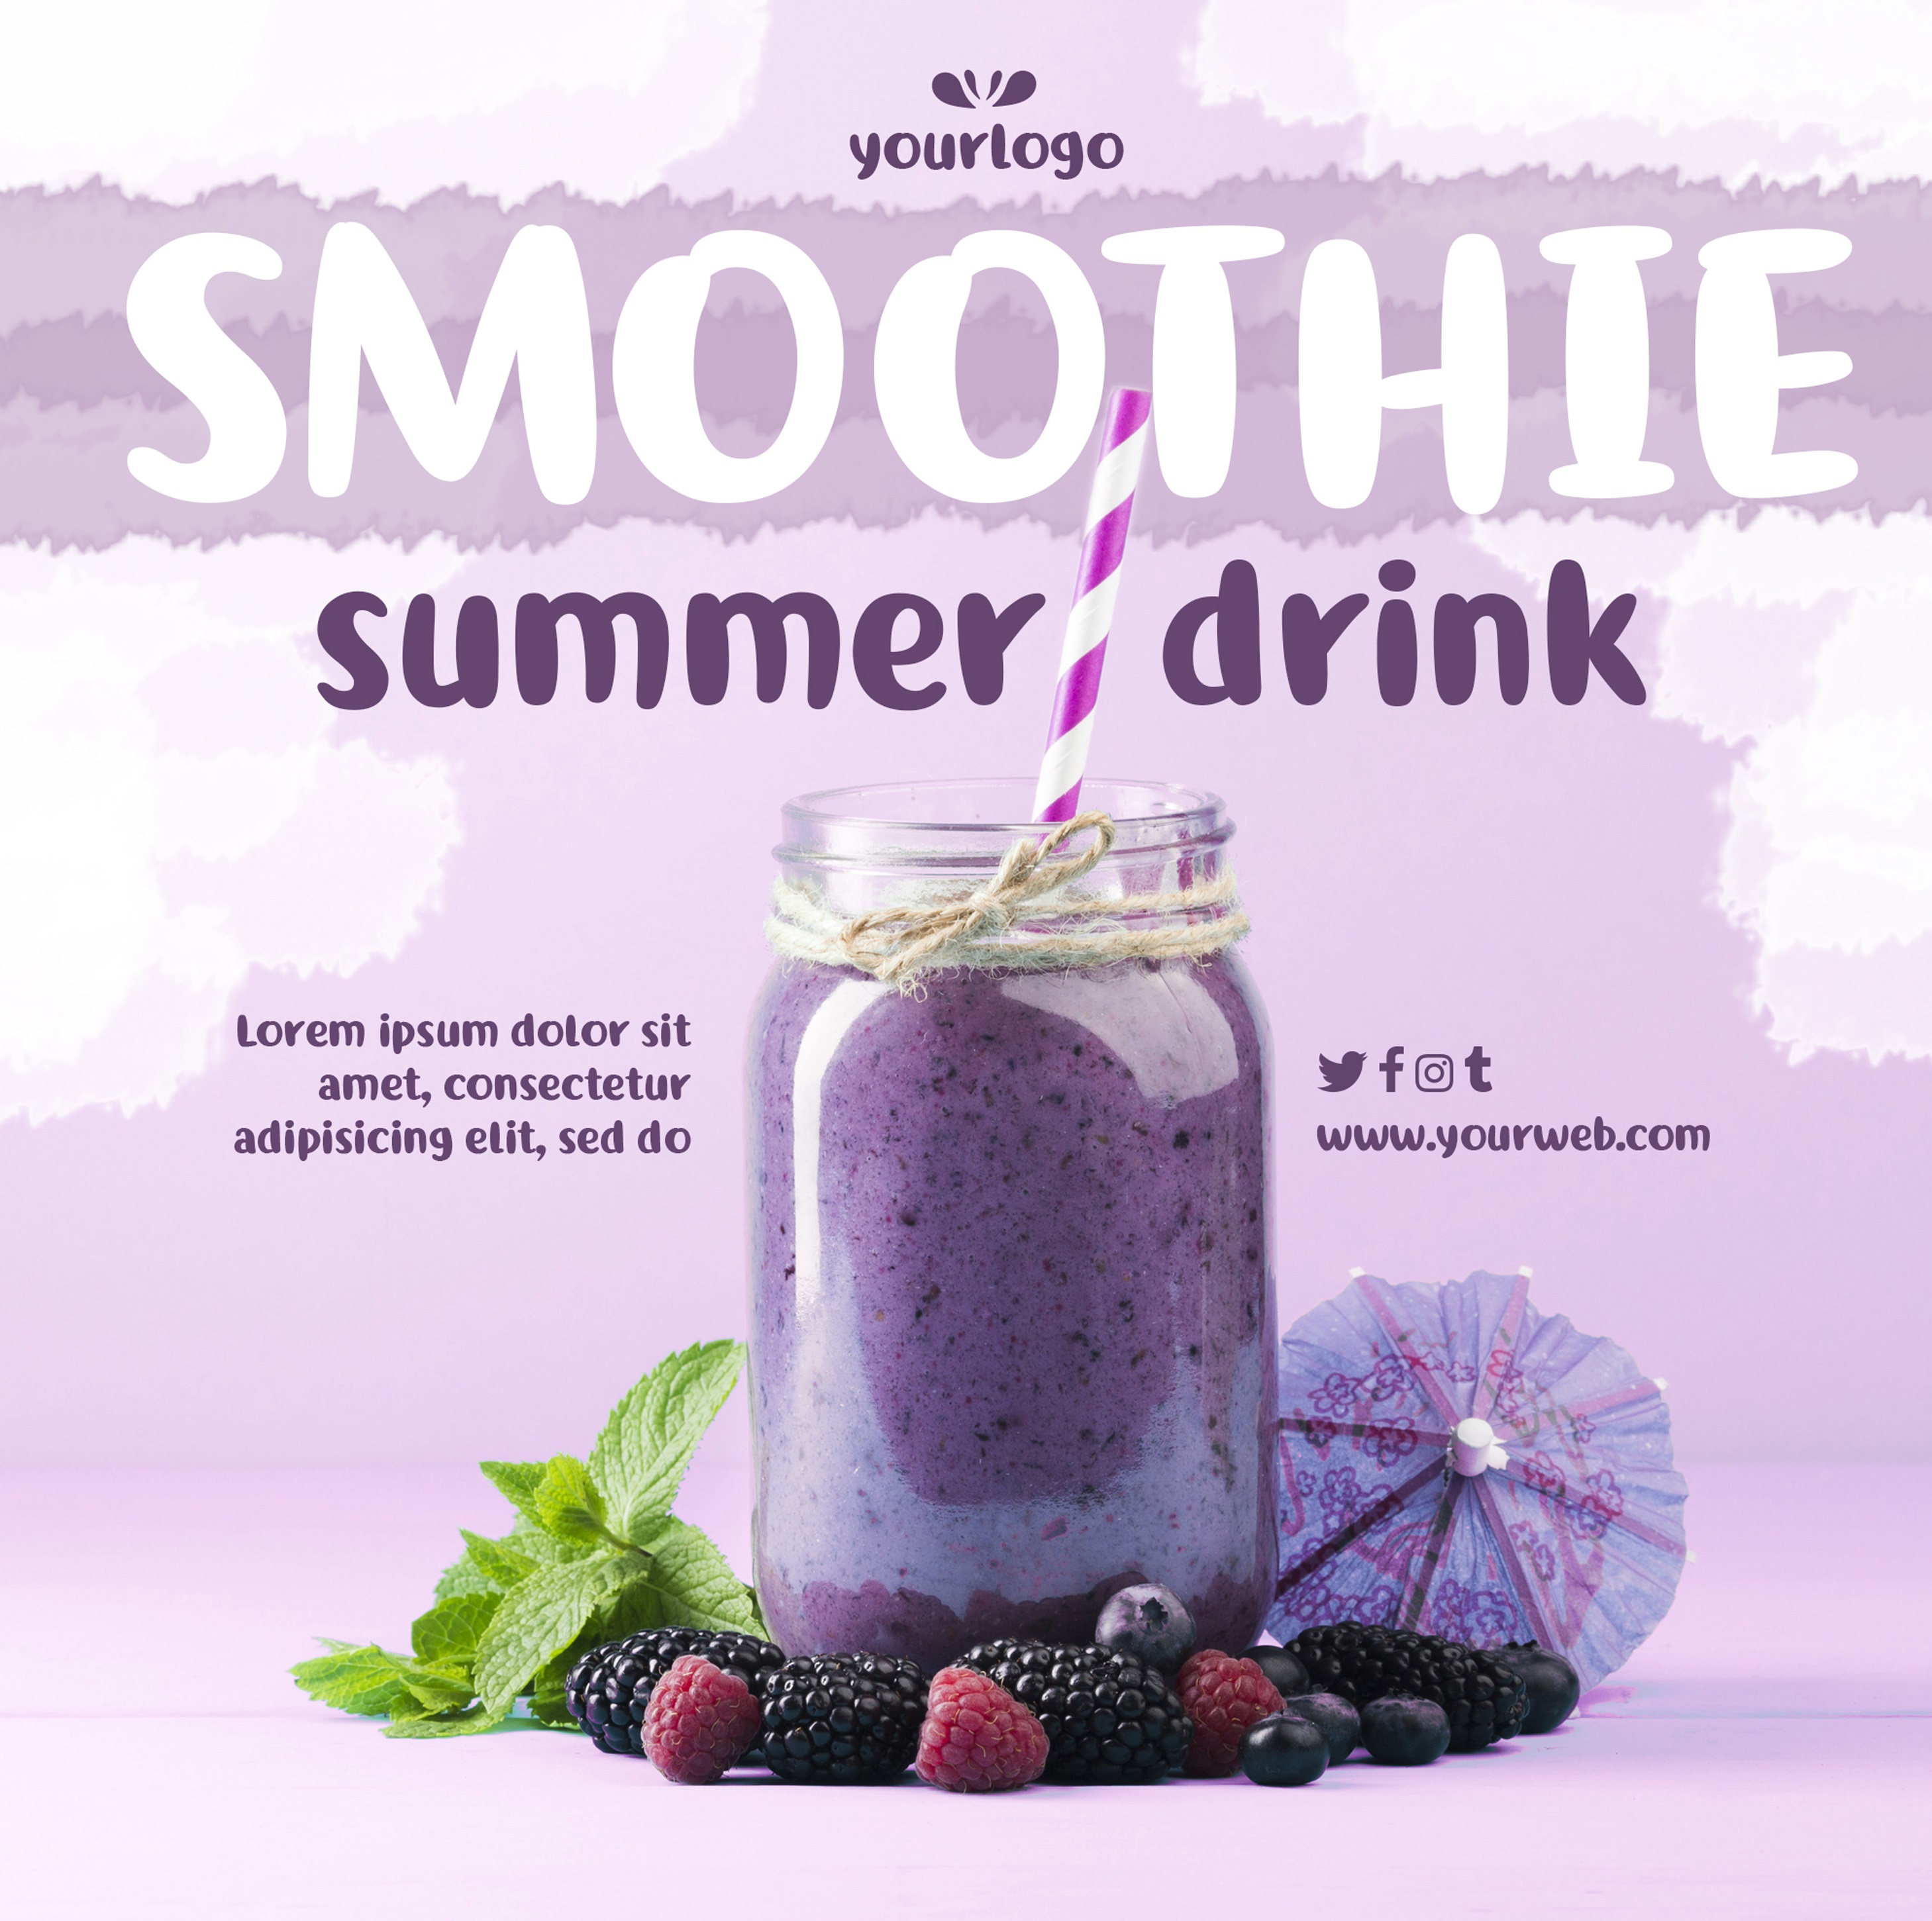 yourlogo
SMOOTHIE
summer drink
Lorem ipsum dolor sit
amet, consectetur
adipisicing elit, sed do
www.yourweb.com